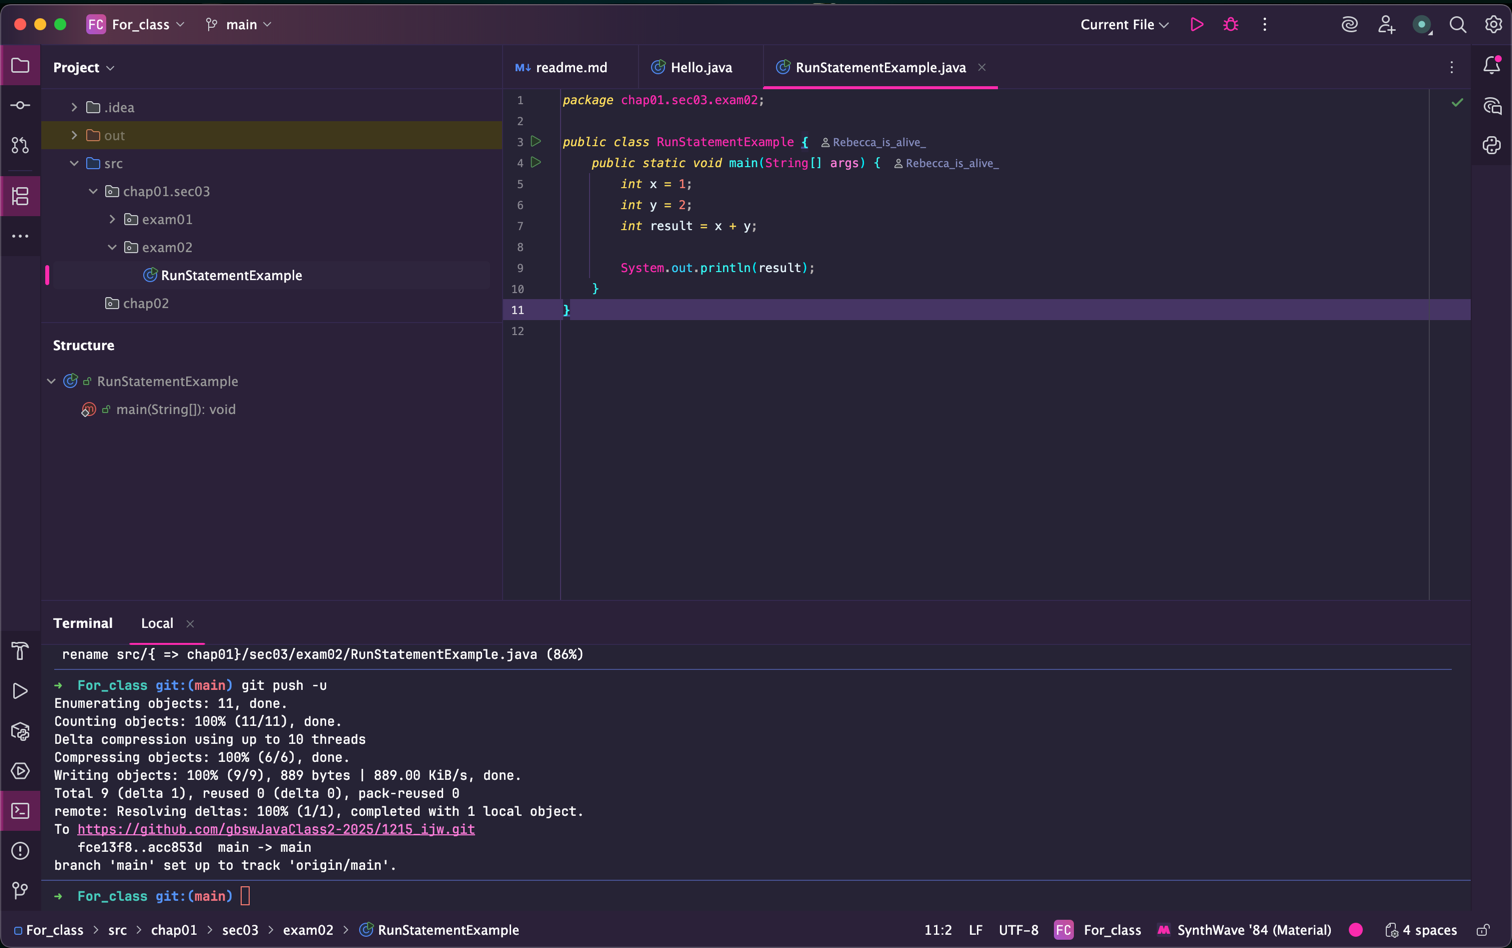 FC For_class main Current File
Project
readme.md Hello.java RunStatementExample.java
.idea
out
src
chap01.sec03
exam01
exam02
RunStatementExample
chap02
Structure
RunStatementExample
main(String[]): void
1 package chap01.sec03.exam02;
2
3 public class RunStatementExample { Rebecca_is_alive_
4 public static void main(String[] args) { Rebecca_is_alive_
5 int x = 1;
6 int y = 2;
7 int result = x + y;
8
9 System.out.println(result);
10 }
11 }
12
Terminal Local
rename src/{ => chap01}/sec03/exam02/RunStatementExample.java (86%)
→ For_class git:(main) git push -u
Enumerating objects: 11, done.
Counting objects: 100% (11/11), done.
Delta compression using up to 10 threads
Compressing objects: 100% (6/6), done.
Writing objects: 100% (9/9), 889 bytes | 889.00 KiB/s, done.
Total 9 (delta 1), reused 0 (delta 0), pack-reused 0
remote: Resolving deltas: 100% (1/1), completed with 1 local object.
To https://github.com/gbswJavaClass2-2025/1215_ijw.git
fce13f8..acc853d main -> main
branch 'main' set up to track 'origin/main'.
→ For_class git:(main)
For_class > src > chap01 > sec03 > exam02 > RunStatementExample 11:2 LF UTF-8 FC For_class SynthWave '84 (Material) 4 spaces